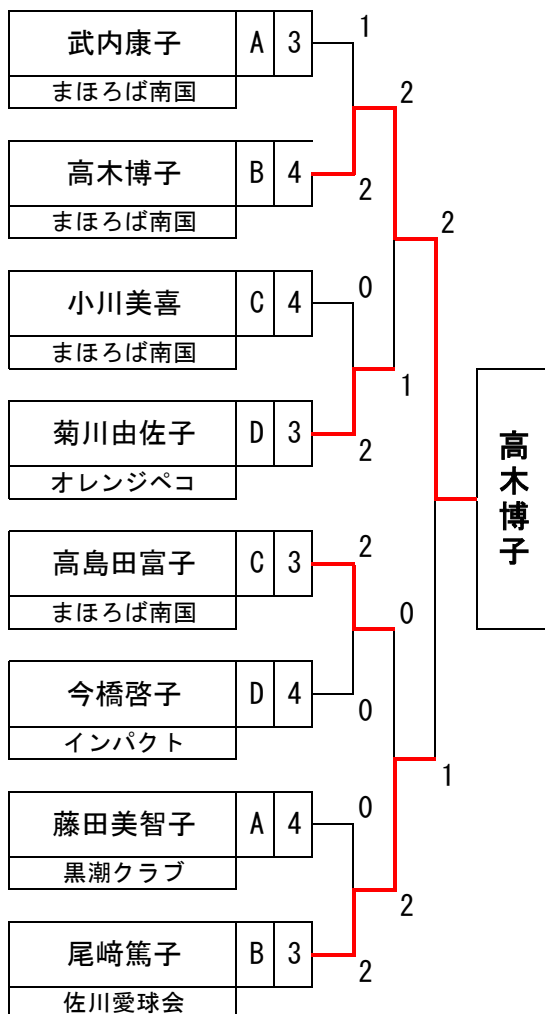 武内康子 A 3
まほろば南国
高木博子 B 4
まほろば南国
小川美喜 C 4
まほろば南国
菊川由佐子 D 3
オレンジペコ
高島田富子 C 3
まほろば南国
今橋啓子 D 4
インパクト
藤田美智子 A 4
黒潮クラブ
尾﨑篤子 B 3
佐川愛球会
1
2
0
2
2
0
0
2
2
1
0
2
2
1
高木博子